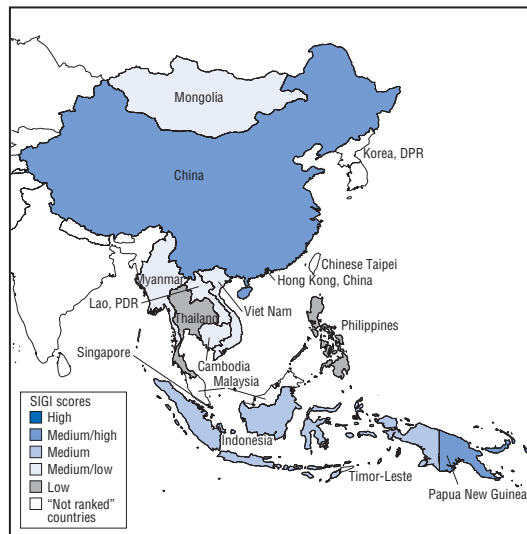 Mongolia
Korea, DPR
China
Chinese Taipei
Myanmar
Hong Kong, China
Lao, PDR
Viet Nam
Thailand
Philippines
Singapore
Cambodia
Malaysia
SIGI scores
High
Medium/high
Medium
Medium/low
Low
"Not ranked"
countries
Indonesia
Timor-Leste
Papua New Guinea